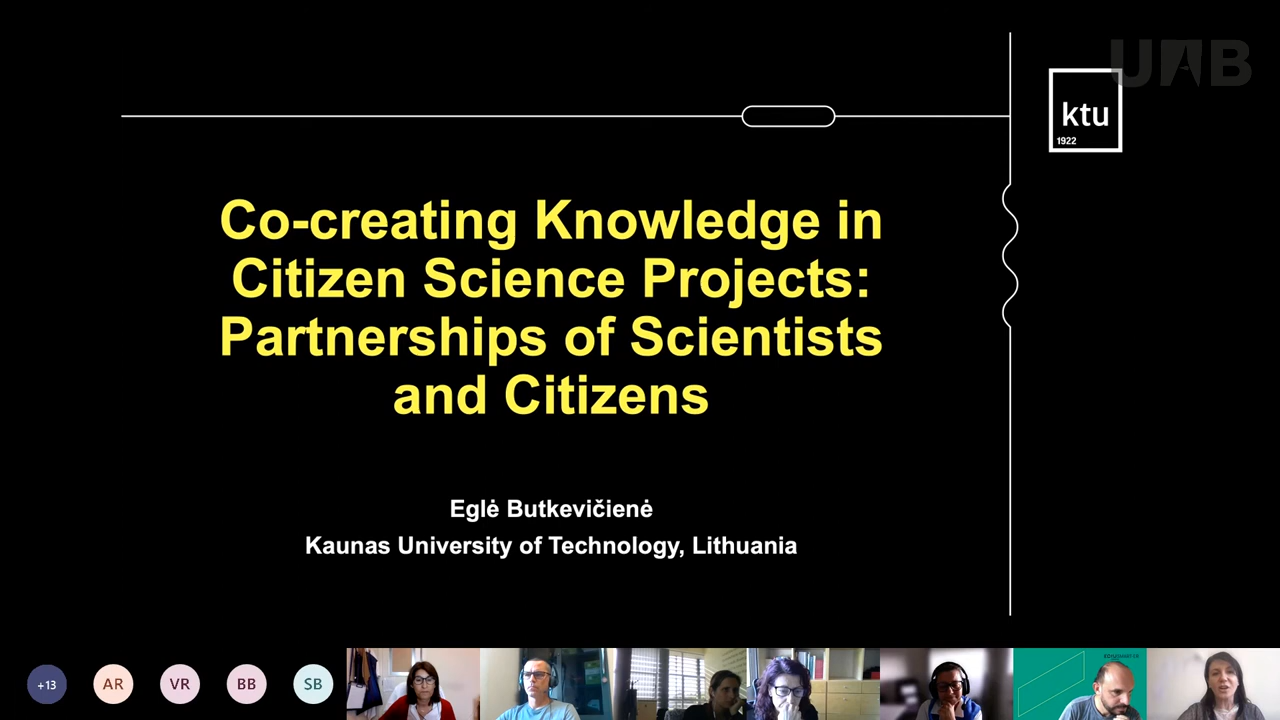 UAB
ktu
1922
Co-creating Knowledge in
Citizen Science Projects:
Partnerships of Scientists
and Citizens
Eglė Butkevičienė
Kaunas University of Technology, Lithuania
+13
AR
VR
BB
SB